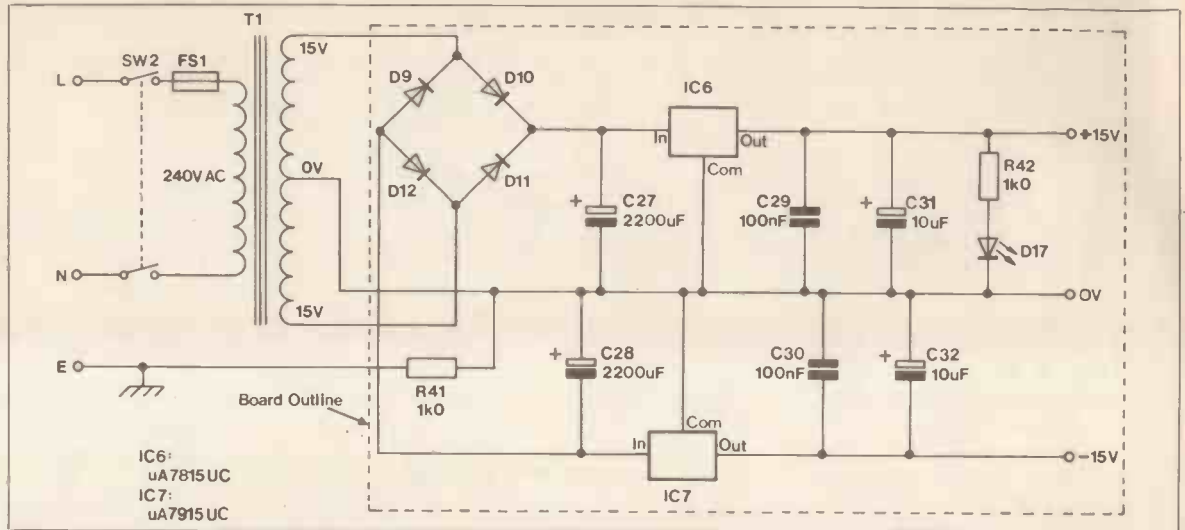 T1
15V
SW2
FS1
L
D9
D10
IC6
In
Out
+15V
Com
R42
1k0
240V AC
0V
D12
D11
+
C27
2200uF
C29
100nF
+
C31
10uF
D17
N
15V
0V
E
R41
1k0
+
C28
2200uF
C30
100nF
+
C32
10uF
Board Outline
Com
In
Out
-15V
IC7
IC6:
uA7815UC
IC7:
uA7915UC